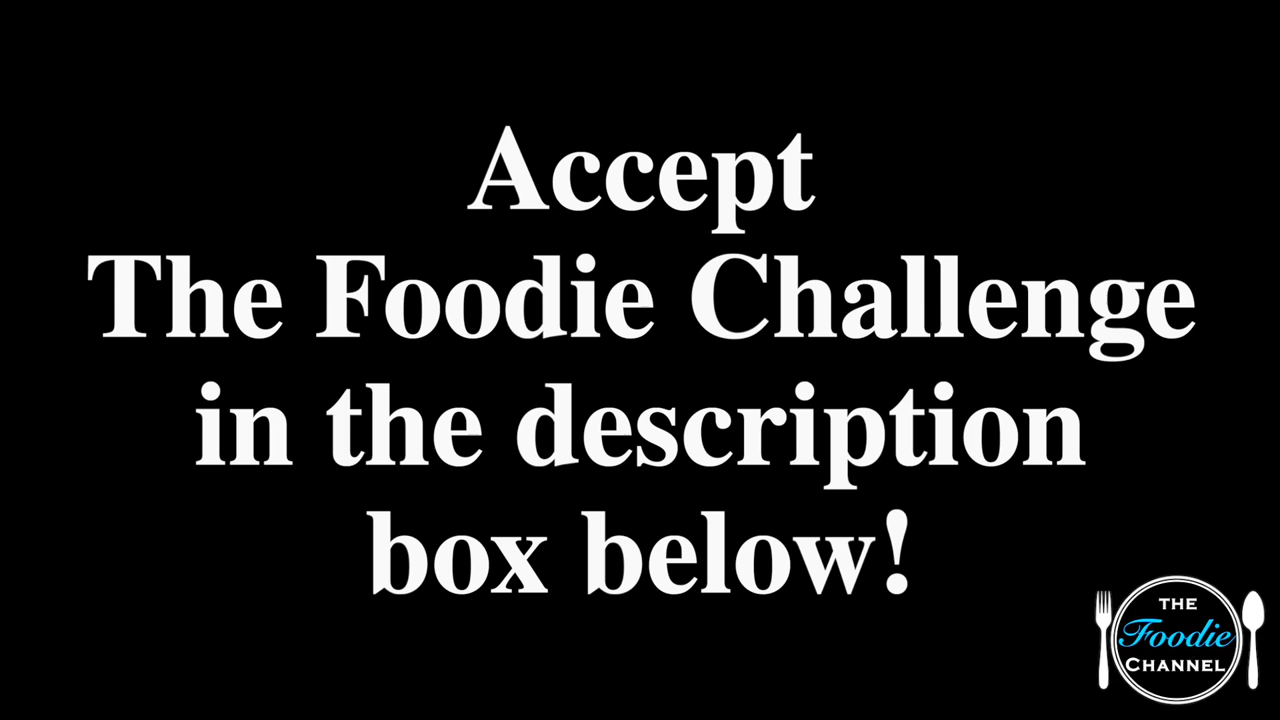 Accept
The Foodie Challenge
in the description
box below!
THE
Foodie
CHANNEL